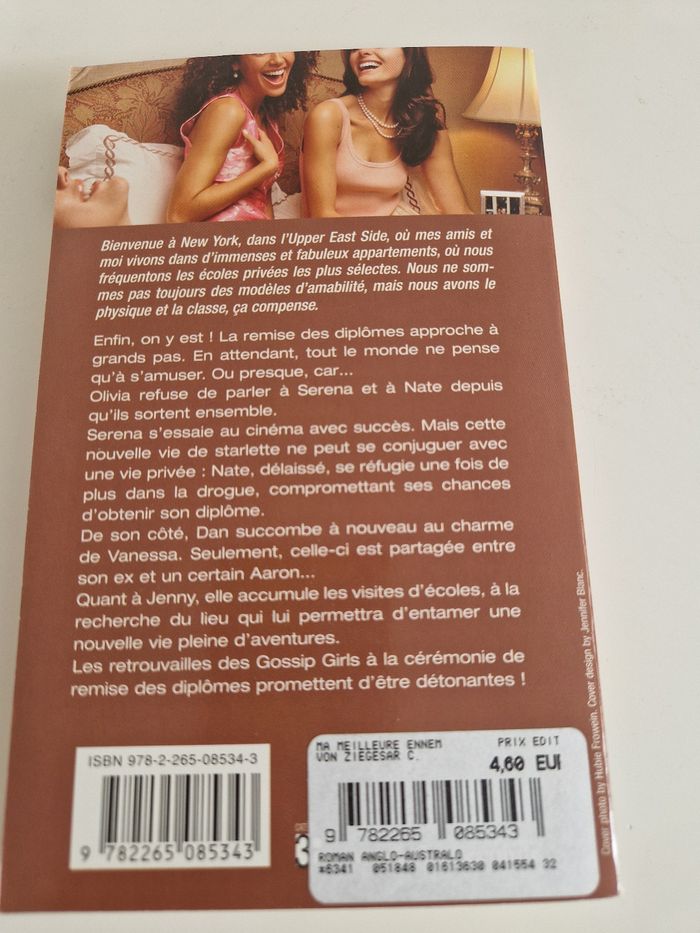 Bienvenue à New York, dans l'Upper East Side, où mes amis et
moi vivons dans d'immenses et fabuleux appartements, où nous
fréquentons les écoles privées les plus sélectes. Nous ne som-
mes pas toujours des modèles d'amabilité, mais nous avons le
physique et la classe, ça compense.
Enfin, on y est ! La remise des diplômes approche à
grands pas. En attendant, tout le monde ne pense
qu'à s'amuser. Ou presque, car...
Olivia refuse de parler à Serena et à Nate depuis
qu'ils sortent ensemble.
Serena s'essaie au cinéma avec succès. Mais cette
nouvelle vie de starlette ne peut se conjuguer avec
une vie privée : Nate, délaissé, se réfugie une fois de
plus dans la drogue, compromettant ses chances
d'obtenir son diplôme.
De son côté, Dan succombe à nouveau au charme
de Vanessa. Seulement, celle-ci est partagée entre
son ex et un certain Aaron...
Quant à Jenny, elle accumule les visites d'écoles, à la
recherche du lieu qui lui permettra d'entamer une
nouvelle vie pleine d'aventures.
Les retrouvailles des Gossip Girls à la cérémonie de
remise des diplômes promettent d'être détonantes !
Cover photo by Hubie Frowein. Cover design by Jennifer Blanc.
ISBN 978-2-265-08534-3
9 782265 085343
MA MEILLEURE ENNEM PRIX EDIT
VON ZIEGESAR C. 4,60 EU
9 782265 085343
ROMAN ANGLO-AUSTRALO
*6341 051848 01613630 041554 32